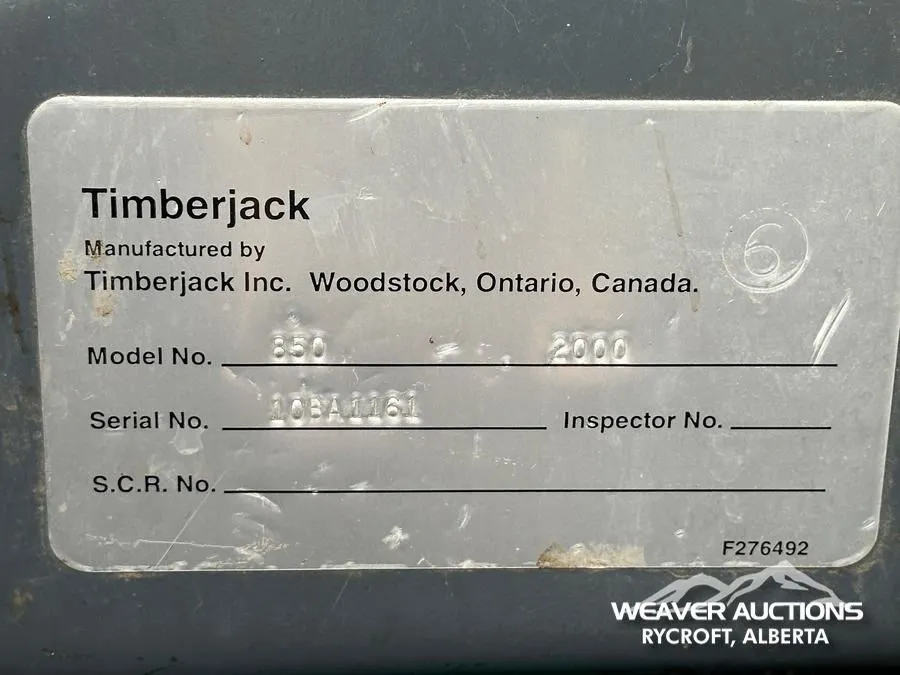 Timberjack
Manufactured by
Timberjack Inc. Woodstock, Ontario, Canada.
6
Model No. 850 2000
Serial No. 10BA1161 Inspector No.
S.C.R. No.
F276492
WEAVER AUCTIONS
RYCROFT, ALBERTA